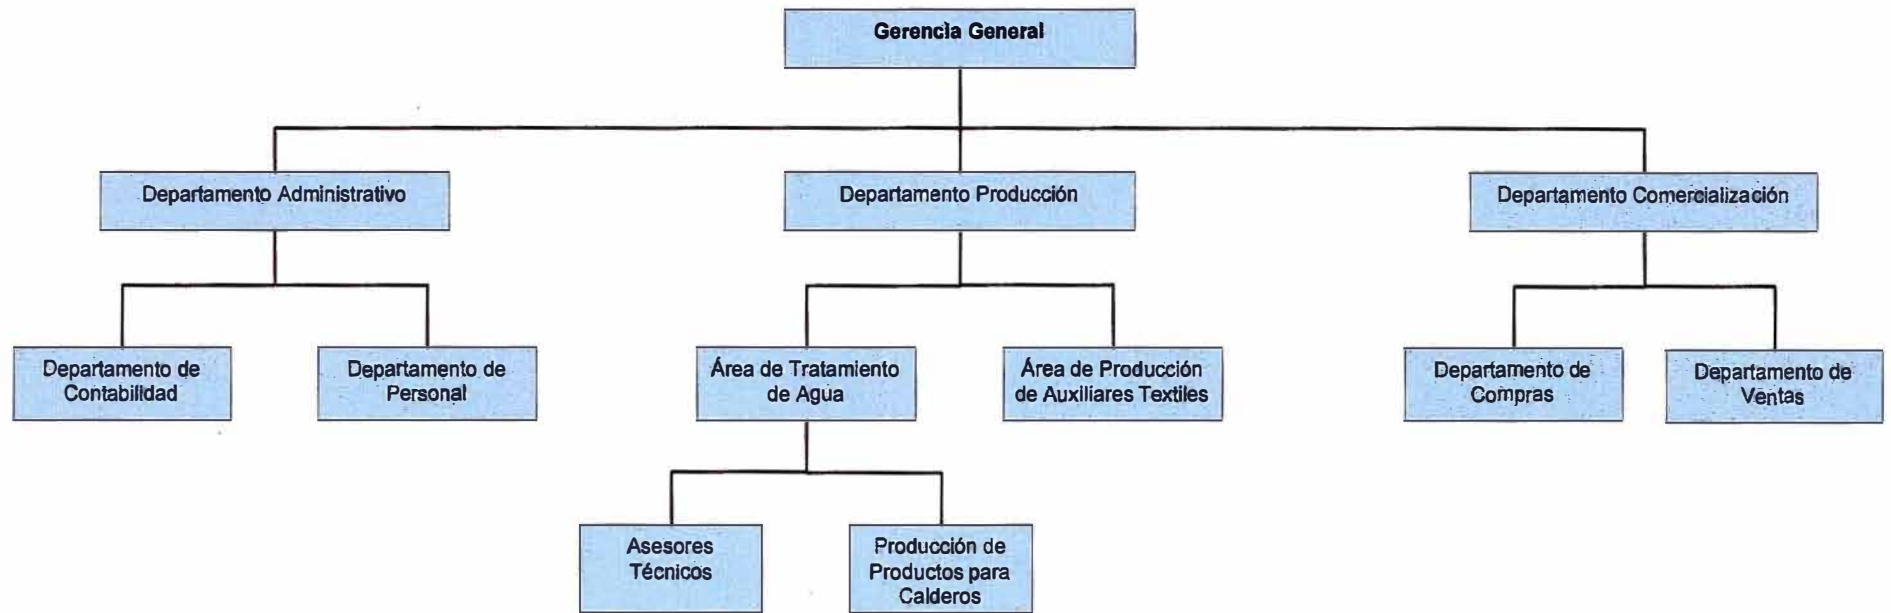 Gerencia General
Departamento Administrativo
Departamento Producción
Departamento Comercialización
Departamento de
Contabilidad
Departamento de
Personal
Área de Tratamiento
de Agua
Área de Producción
de Auxiliares Textiles
Departamento de
Compras
Departamento de
Ventas
Asesores
Técnicos
Producción de
Productos para
Calderos